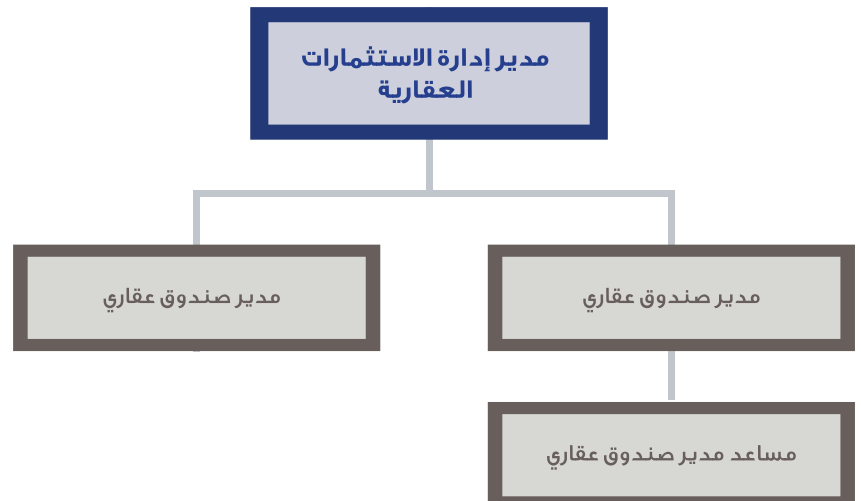 مدير إدارة الاستثمارات
العقارية
مدير صندوق عقاري
مدير صندوق عقاري
مساعد مدير صندوق عقاري